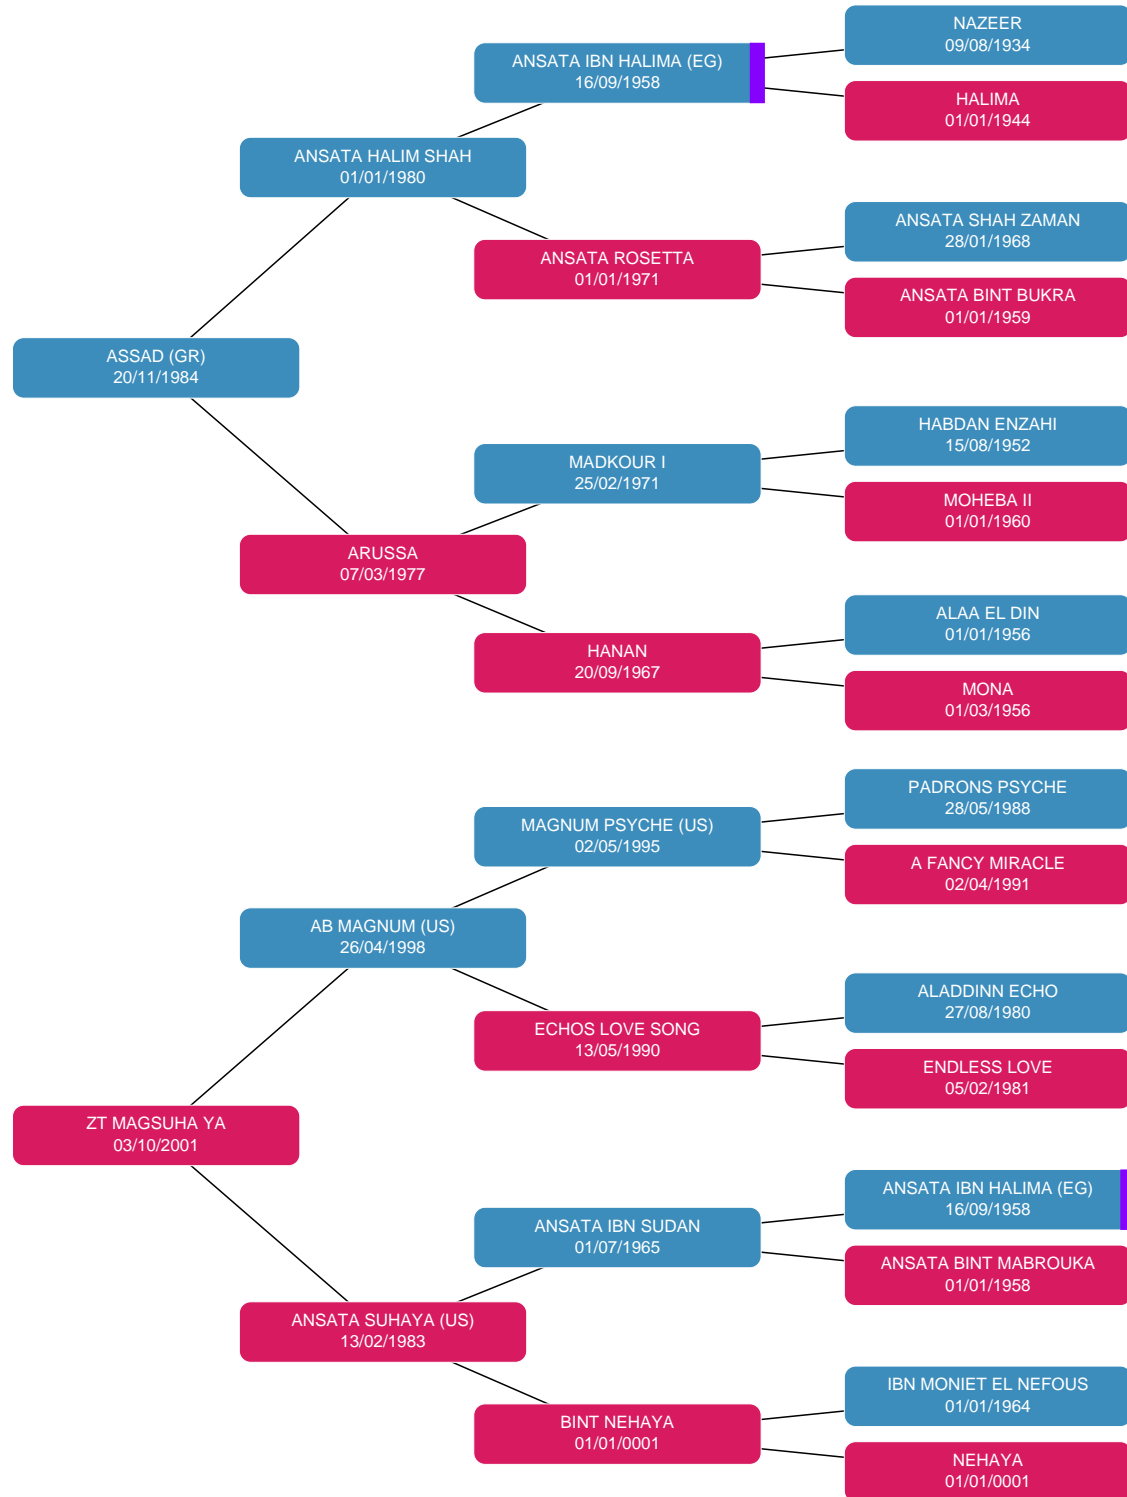 NAZEER
09/08/1934
ANSATA IBN HALIMA (EG)
16/09/1958
HALIMA
01/01/1944
ANSATA HALIM SHAH
01/01/1980
ANSATA SHAH ZAMAN
28/01/1968
ANSATA ROSETTA
01/01/1971
ANSATA BINT BUKRA
01/01/1959
ASSAD (GR)
20/11/1984
HABDAN ENZAHI
15/08/1952
MADKOUR I
25/02/1971
MOHEBA II
01/01/1960
ARUSSA
07/03/1977
ALAA EL DIN
01/01/1956
HANAN
20/09/1967
MONA
01/03/1956
PADRONS PSYCHE
28/05/1988
MAGNUM PSYCHE (US)
02/05/1995
A FANCY MIRACLE
02/04/1991
AB MAGNUM (US)
26/04/1998
ALADDINN ECHO
27/08/1980
ECHOS LOVE SONG
13/05/1990
ENDLESS LOVE
05/02/1981
ZT MAGSUHA YA
03/10/2001
ANSATA IBN HALIMA (EG)
16/09/1958
ANSATA IBN SUDAN
01/07/1965
ANSATA BINT MABROUKA
01/01/1958
ANSATA SUHAYA (US)
13/02/1983
IBN MONIET EL NEFOUS
01/01/1964
BINT NEHAYA
01/01/0001
NEHAYA
01/01/0001